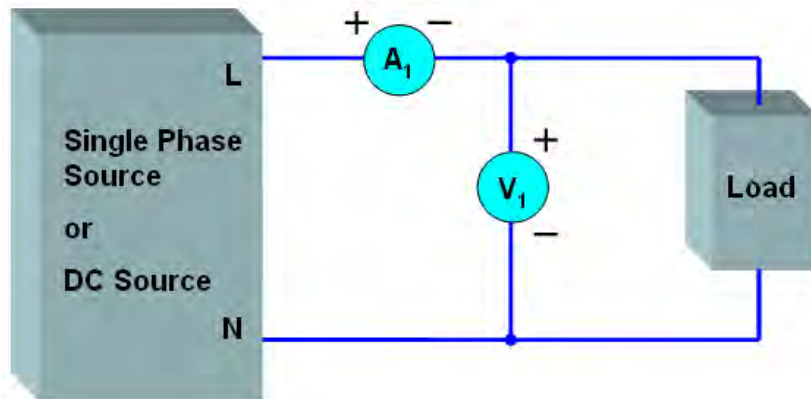 + −
A1
L
Single Phase
Source
or
DC Source
N
+
V1
−
Load